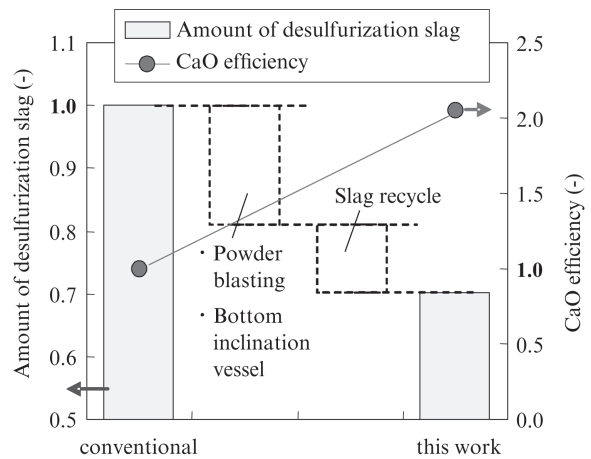 Amount of desulfurization slag
CaO efficiency
Amount of desulfurization slag (-)
1.1
1.0
0.9
0.8
0.7
0.6
0.5
Slag recycle
· Powder
blasting
· Bottom
inclination
vessel
2.5
2.0
1.5
1.0
0.5
0.0
CaO efficiency (-)
conventional
this work